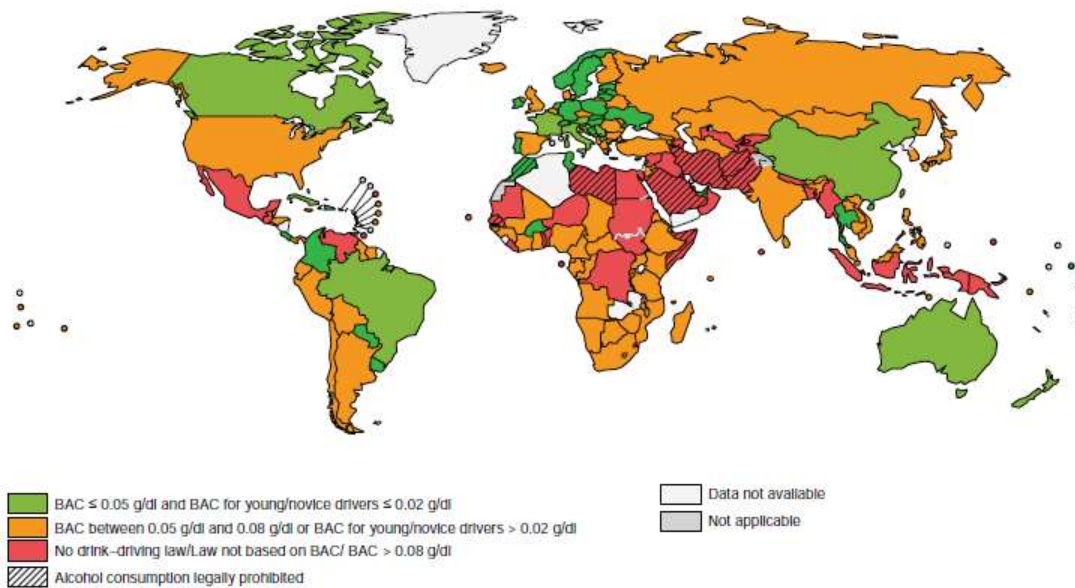 BAC ≤ 0.05 g/dl and BAC for young/novice drivers ≤ 0.02 g/dl
BAC between 0.05 g/dl and 0.08 g/dl or BAC for young/novice drivers > 0.02 g/dl
No drink–driving law/Law not based on BAC/ BAC > 0.08 g/dl
Alcohol consumption legally prohibited
Data not available
Not applicable